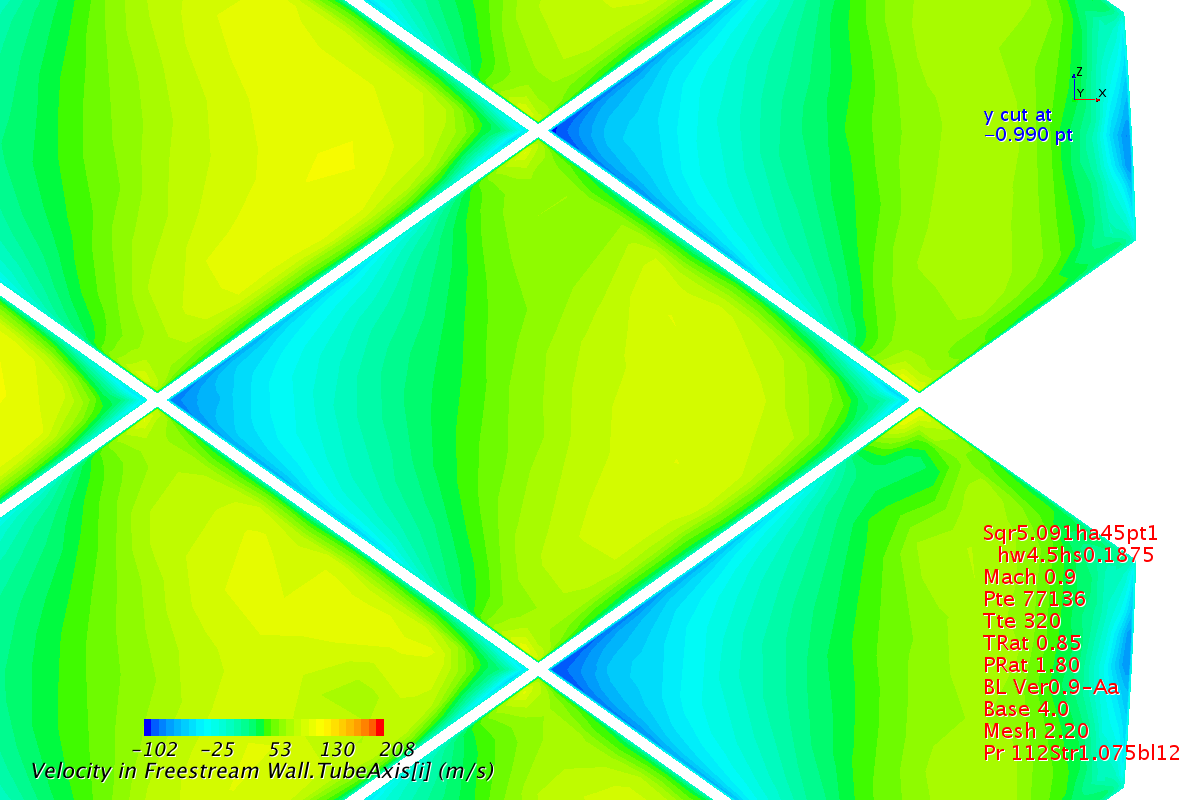 Z
Y X
y cut at
−0.990 pt
Sqr5.091ha45pt1
hw4.5hs0.1875
Mach 0.9
Pte 77136
Tte 320
TRat 0.85
PRat 1.80
BL Ver0.9-Aa
Base 4.0
Mesh 2.20
Pr 112Str1.075bl12
−102 −25 53 130 208
Velocity in Freestream Wall.TubeAxis[i] (m/s)